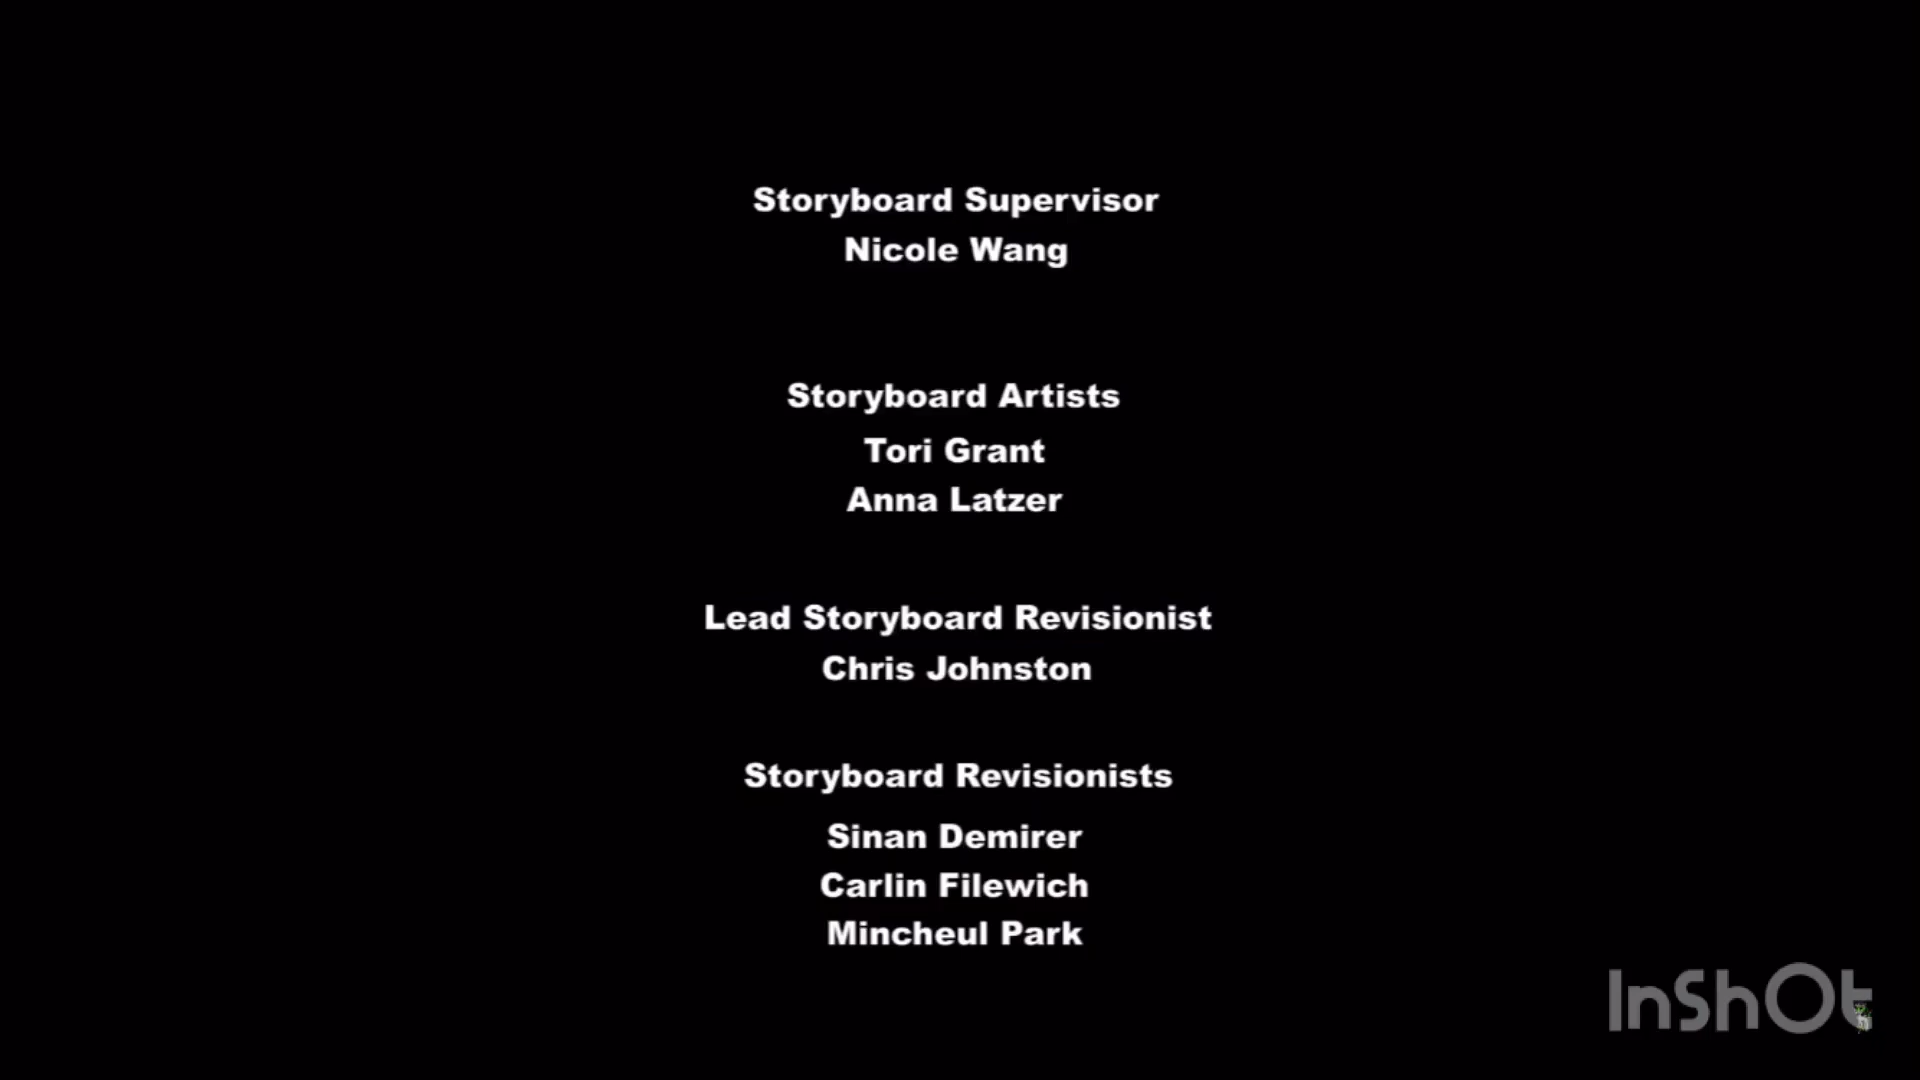 Storyboard Supervisor
Nicole Wang
Storyboard Artists
Tori Grant
Anna Latzer
Lead Storyboard Revisionist
Chris Johnston
Storyboard Revisionists
Sinan Demirer
Carlin Filewich
Mincheul Park
InShOt